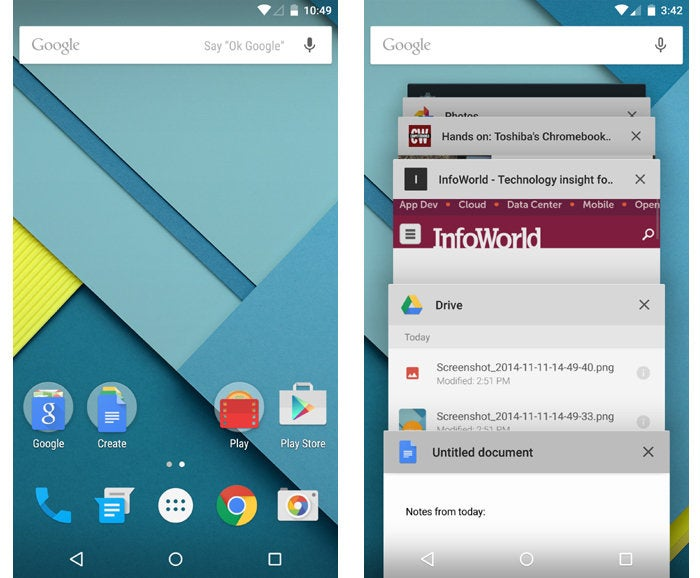 10:49
Google Say "Ok Google"
Google Create Play Play Store
3:42
Google
Photos
CW Hands on: Toshiba's Chromebook..
I InfoWorld - Technology insight fo..
App Dev • Cloud • Data Center • Mobile • Open
InfoWorld
Drive
Today
Screenshot_2014-11-11-14-49-40.png
Modified: 2:51 PM
Screenshot_2014-11-11-14-49-33.png
Modified: 2:51 PM
Untitled document
Notes from today: